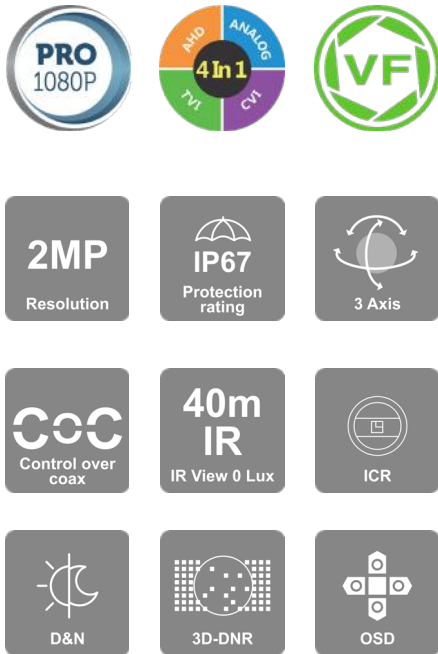 PRO
1080P
AHD
ANALOG
4 In 1
TVI
CVI
VF
2MP
Resolution
IP67
Protection
rating
3 Axis
CoC
Control over
coax
40m
IR
IR View 0 Lux
ICR
D&N
3D-DNR
OSD